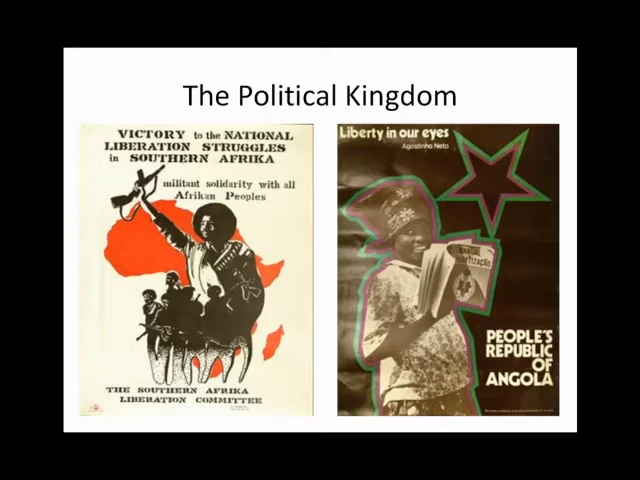 The Political Kingdom
VICTORY to the NATIONAL
LIBERATION STRUGGLES
in SOUTHERN AFRIKA
militant solidarity with all
Afrikan Peoples
THE SOUTHERN AFRIKA
LIBERATION COMMITTEE
Liberty in our eyes
Agostinho Neto
MANUAL
PEOPLE'S
REPUBLIC
OF
ANGOLA